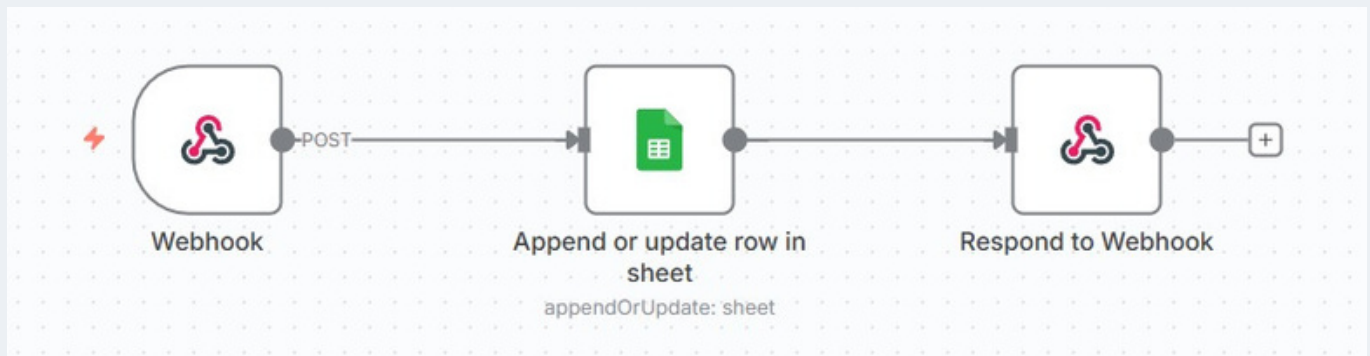 POST
Webhook
Append or update row in
sheet
appendOrUpdate: sheet
Respond to Webhook